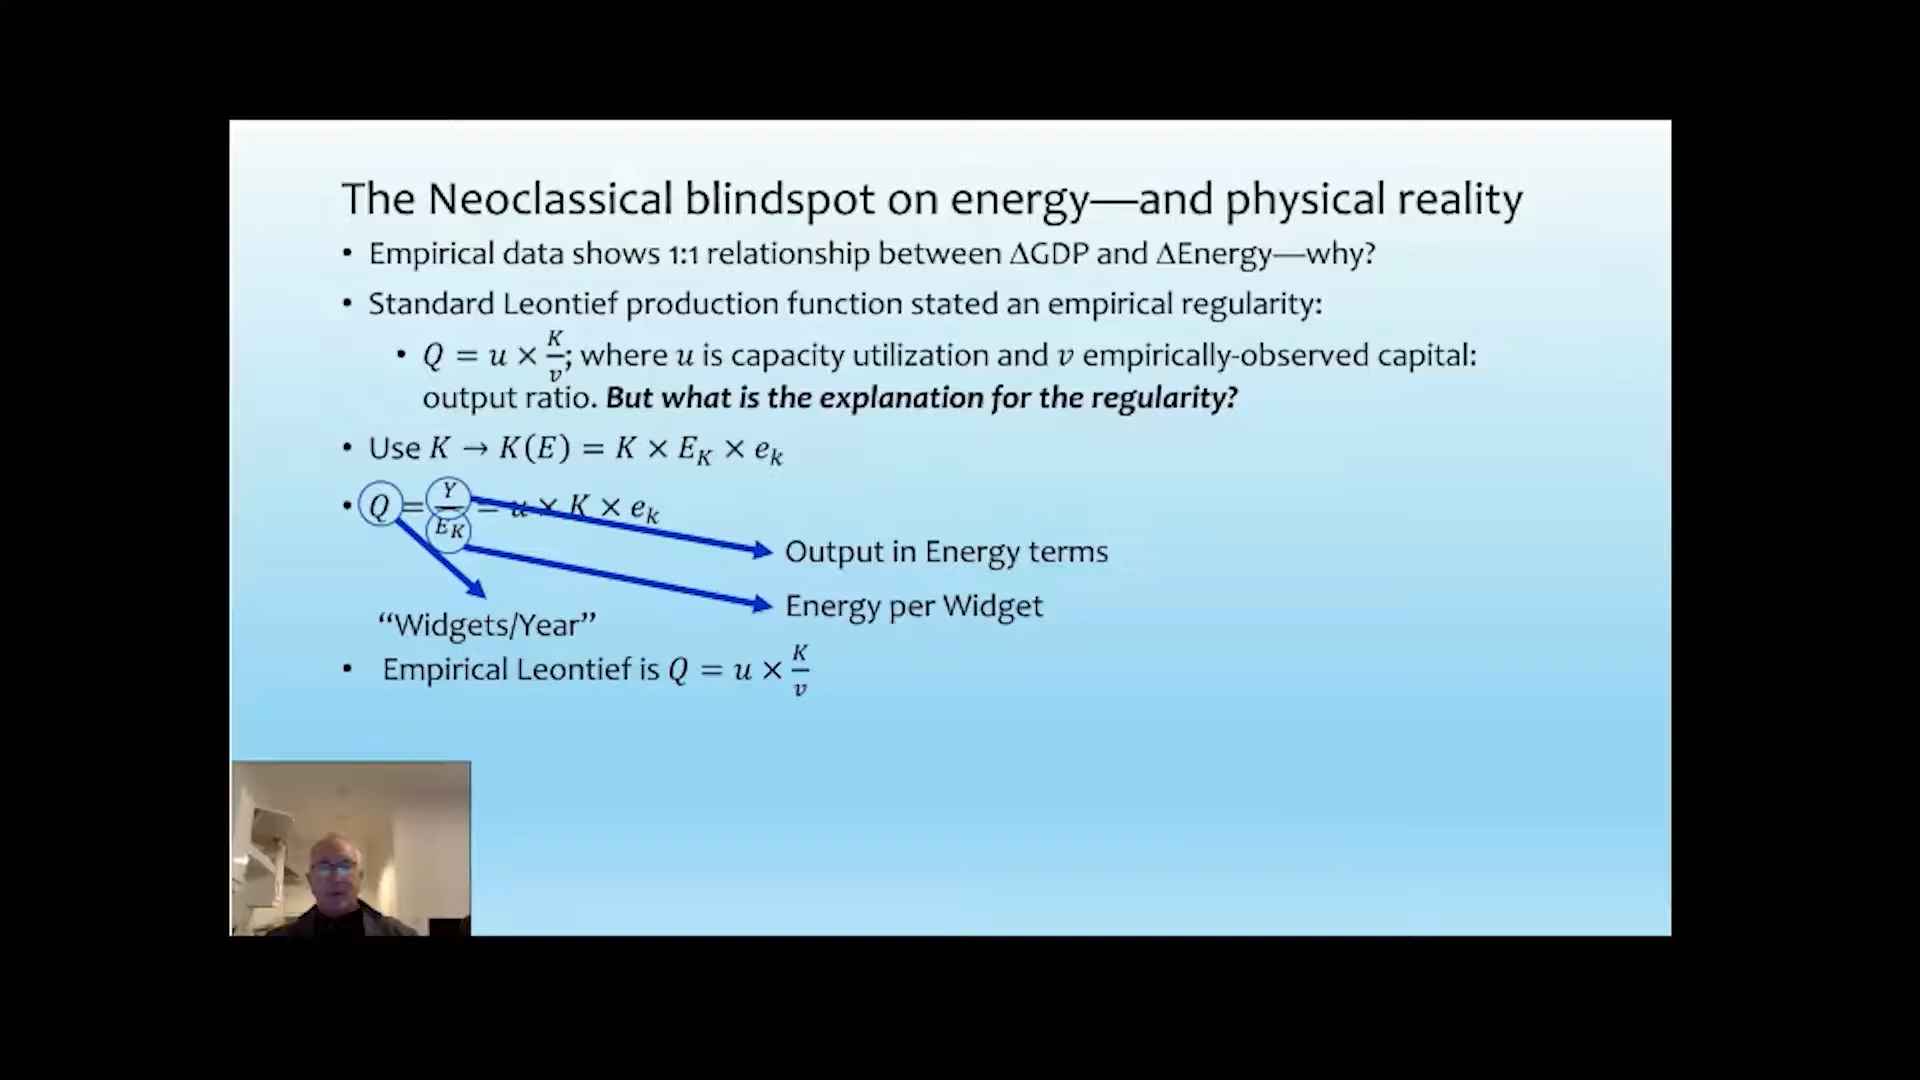 The Neoclassical blindspot on energy—and physical reality
• Empirical data shows 1:1 relationship between ΔGDP and ΔEnergy—why?
• Standard Leontief production function stated an empirical regularity:
• Q = u × K/v; where u is capacity utilization and v empirically-observed capital:
output ratio. But what is the explanation for the regularity?
• Use K → K(E) = K × E_K × e_k
• Q = Y/E_K = u × K × e_k
Output in Energy terms
Energy per Widget
“Widgets/Year”
• Empirical Leontief is Q = u × K/v